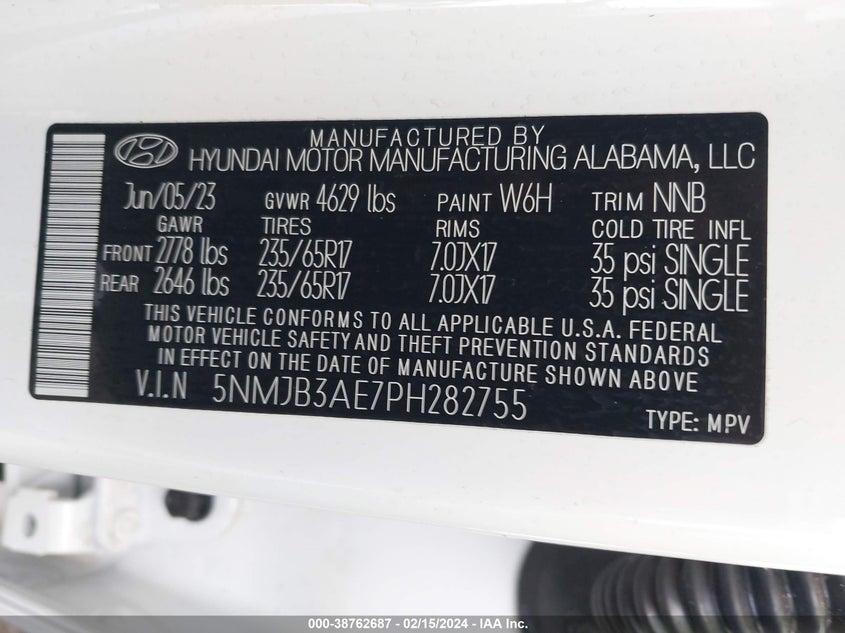 MANUFACTURED BY
HYUNDAI MOTOR MANUFACTURING ALABAMA, LLC
Jun/05/23 GVWR 4629 lbs PAINT W6H TRIM NNB
GAWR TIRES RIMS COLD TIRE INFL
FRONT 2778 lbs 235/65R17 7.0JX17 35 psi SINGLE
REAR 2646 lbs 235/65R17 7.0JX17 35 psi SINGLE
THIS VEHICLE CONFORMS TO ALL APPLICABLE U.S.A. FEDERAL
MOTOR VEHICLE SAFETY AND THEFT PREVENTION STANDARDS
IN EFFECT ON THE DATE OF MANUFACTURE SHOWN ABOVE
V.I.N 5NMJB3AE7PH282755
TYPE: MPV
000-38762687 - 02/15/2024 - IAA Inc.